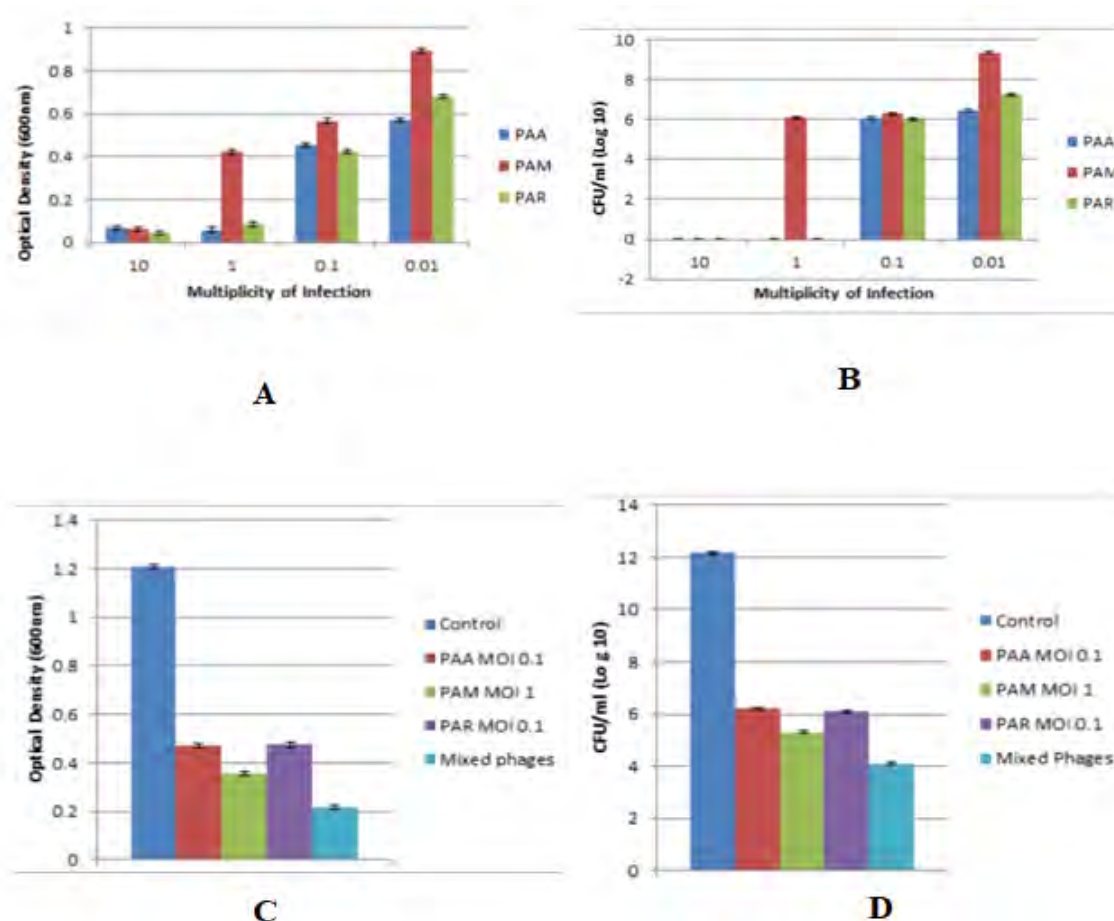 1
0.8
0.6
0.4
0.2
0
Optical Density (600nm)
10 1 0.1 0.01
Multiplicity of Infection
PAA
PAM
PAR
A
10
8
6
4
2
0
-2
CFU/ml (Log 10)
10 1 0.1 0.01
Multiplicity of Infection
PAA
PAM
PAR
B
1.4
1.2
1
0.8
0.6
0.4
0.2
0
Optical Density (600nm)
Control
PAA MOI 0.1
PAM MOI 1
PAR MOI 0.1
Mixed phages
C
14
12
10
8
6
4
2
0
CFU/ml (Lo g 10)
Control
PAA MOI 0.1
PAM MOI 1
PAR MOI 0.1
Mixed Phages
D